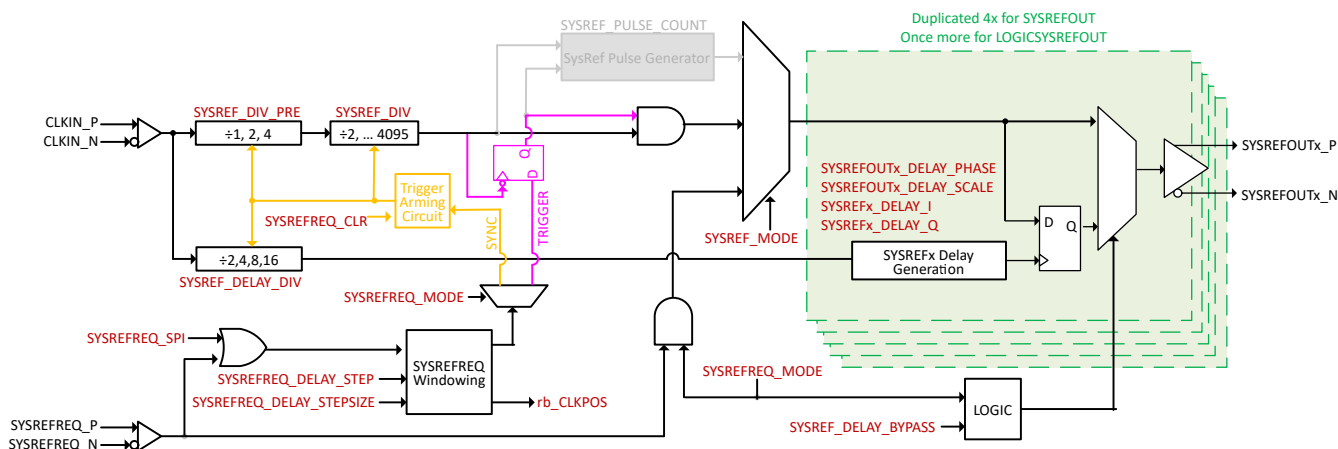 Duplicated 4x for SYSREFOUT
Once more for LOGICSYSREFOUT
SYSREF_PULSE_COUNT
SysRef Pulse Generator
SYSREF_DIV_PRE
SYSREF_DIV
CLKIN_P
CLKIN_N
÷1, 2, 4
÷2, ... 4095
Q
D
TRIGGER
SYNC
Trigger
Arming
Circuit
SYSREFREQ_CLR
÷2,4,8,16
SYSREF_DELAY_DIV
SYSREF_MODE
SYSREFOUTx_DELAY_PHASE
SYSREFOUTx_DELAY_SCALE
SYSREFx_DELAY_I
SYSREFx_DELAY_Q
SYSREFx Delay
Generation
D
Q
SYSREFOUTx_P
SYSREFOUTx_N
SYSREFREQ_MODE
SYSREFREQ_SPI
SYSREFREQ
Windowing
SYSREFREQ_DELAY_STEP
SYSREFREQ_DELAY_STEPSIZE
rb_CLKPOS
SYSREFREQ_MODE
LOGIC
SYSREF_DELAY_BYPASS
SYSREFREQ_P
SYSREFREQ_N